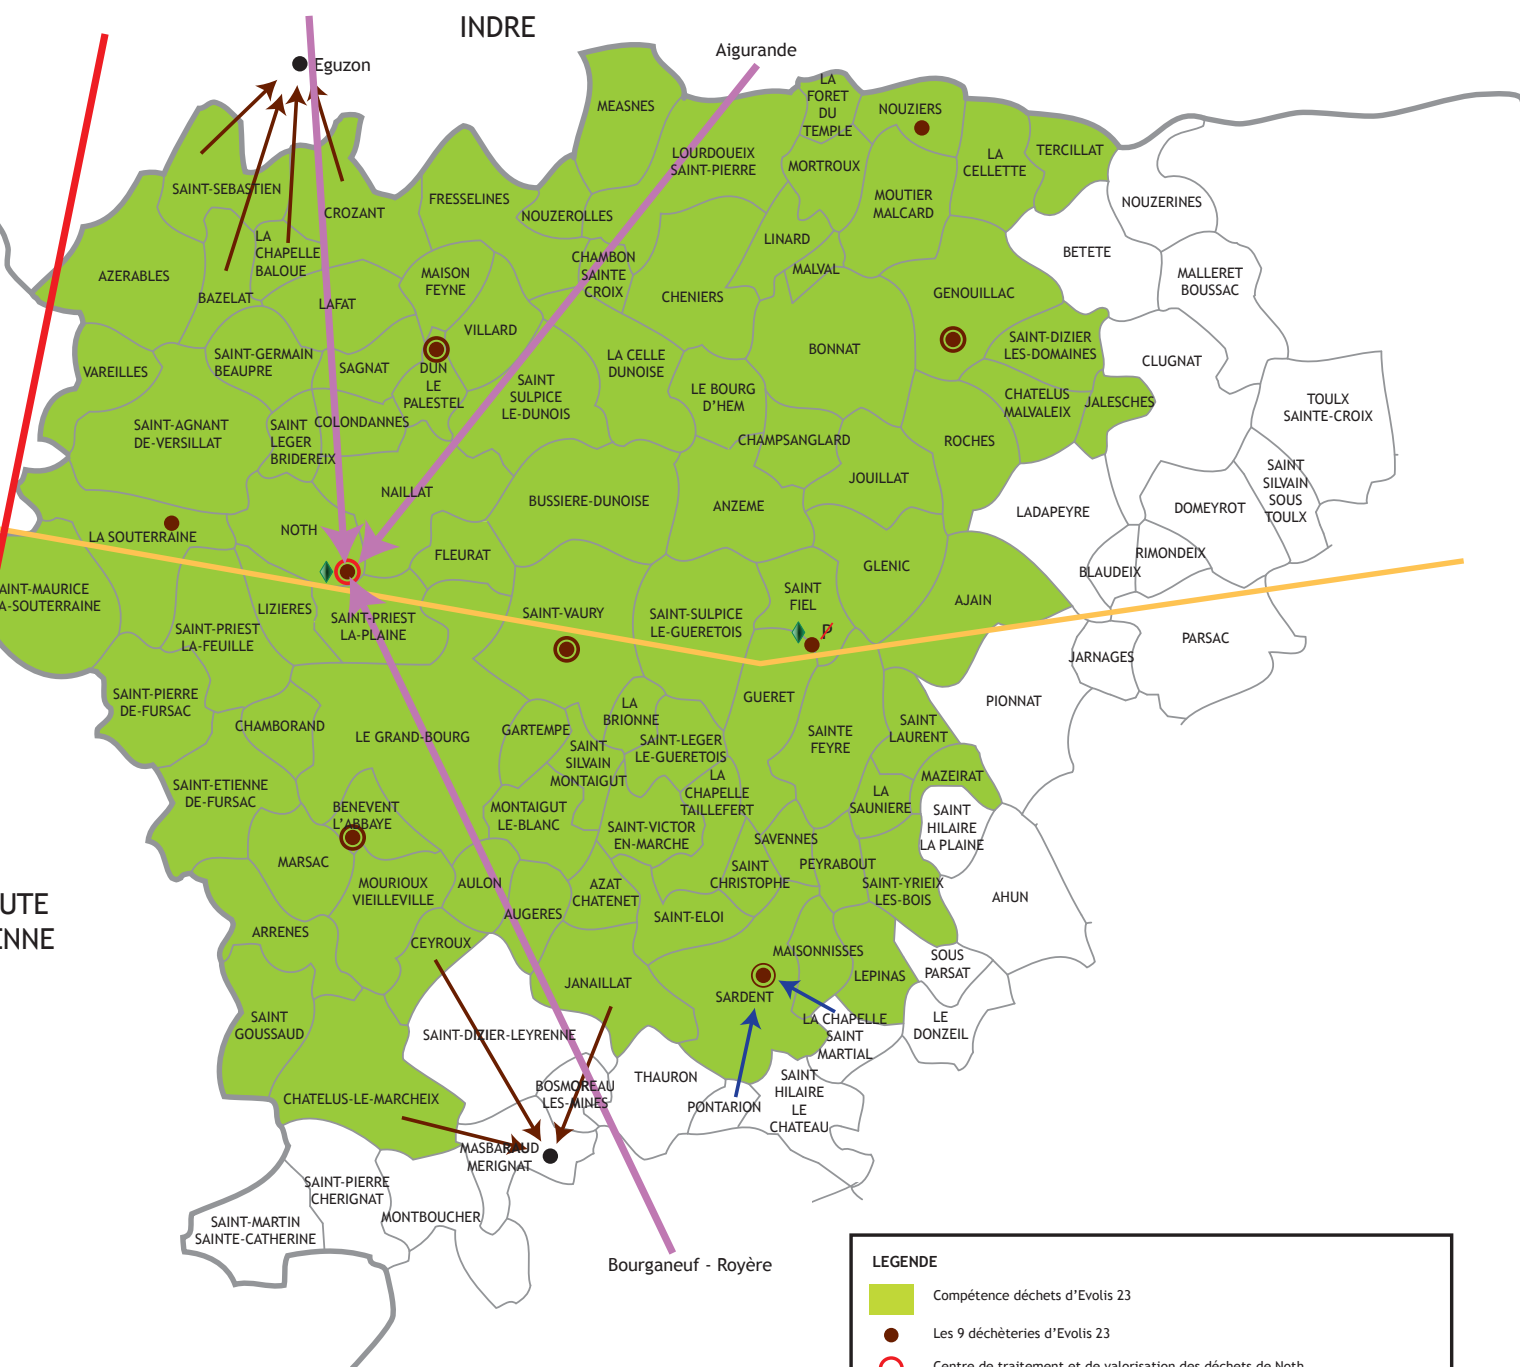 INDRE
Aigurande
Eguzon
MEASNES
LA
FORET
DU
TEMPLE
NOUZIERS
LOURDOUEIX
SAINT-PIERRE
MORTROUX
LA
CELLETTE
TERCILLAT
SAINT-SEBASTIEN
CROZANT
FRESSELINES
NOUZEROLLES
MOUTIER
MALCARD
NOUZERINES
LA
CHAPELLE
BALOUE
LINARD
BETETE
AZERABLES
BAZELAT
LAFAT
MAISON
FEYNE
CHAMBON
SAINTE
CROIX
CHENIERS
MALVAL
GENOUILLAC
MALLERET
BOUSSAC
VILLARD
VAREILLES
SAINT-GERMAIN
BEAUPRE
SAGNAT
DUN
LE
PALESTEL
SAINT
SULPICE
LE-DUNOIS
LA CELLE
DUNOISE
LE BOURG
D'HEM
BONNAT
SAINT-DIZIER
LES-DOMAINES
CLUGNAT
CHATELUS
MALVALEIX
JALESCHES
TOULX
SAINTE-CROIX
SAINT-AGNANT
DE-VERSILLAT
SAINT
LEGER
BRIDEREIX
COLONDANNES
CHAMPSANGLARD
ROCHES
NAILLAT
BUSSIERE-DUNOISE
ANZEME
JOUILLAT
LADAPEYRE
DOMEYROT
SAINT
SILVAIN
SOUS
TOULX
LA SOUTERRAINE
NOTH
FLEURAT
GLENIC
BLAUDEIX
RIMONDEIX
AINT-MAURICE
A-SOUTERRAINE
LIZIERES
SAINT-PRIEST
LA-PLAINE
SAINT-VAURY
SAINT-SULPICE
LE-GUERETOIS
SAINT
FIEL
P
AJAIN
SAINT-PRIEST
LA-FEUILLE
JARNAGES
PARSAC
SAINT-PIERRE
DE-FURSAC
CHAMBORAND
LE GRAND-BOURG
GARTEMPE
LA
BRIONNE
SAINT
SILVAIN
MONTAIGUT
SAINT-LEGER
LE-GUERETOIS
GUERET
SAINTE
FEYRE
SAINT
LAURENT
PIONNAT
SAINT-ETIENNE
DE-FURSAC
BENEVENT
L'ABBAYE
MONTAIGUT
LE-BLANC
LA
CHAPELLE
TAILLEFERT
LA
SAUNIERE
MAZEIRAT
SAINT
HILAIRE
LA PLAINE
SAINT-VICTOR
EN-MARCHE
SAVENNES
MARSAC
MOURIOUX
VIEILLEVILLE
AULON
AUGERES
AZAT
CHATENET
SAINT
CHRISTOPHE
PEYRABOUT
SAINT-YRIEIX
LES-BOIS
AHUN
UTE
ENNE
ARRENES
CEYROUX
SAINT-ELOI
JANAILLAT
MAISONNISSES
LEPINAS
SOUS
PARSAT
SARDENT
SAINT
GOUSSAUD
SAINT-DIZIER-LEYRENNE
LA CHAPELLE
SAINT
MARTIAL
LE
DONZEIL
CHATELUS-LE-MARCHEIX
BOSMOREAU
LES-MINES
THAURON
PONTARION
SAINT
HILAIRE
LE
CHATEAU
MASBARAUD
MERIGNAT
SAINT-PIERRE
CHERIGNAT
MONTBOUCHER
SAINT-MARTIN
SAINTE-CATHERINE
Bourganeuf - Royère
LEGENDE
Compétence déchets d'Evolis 23
Les 9 déchèteries d'Evolis 23
Centre de traitement et de valorisation des déchets de Noth